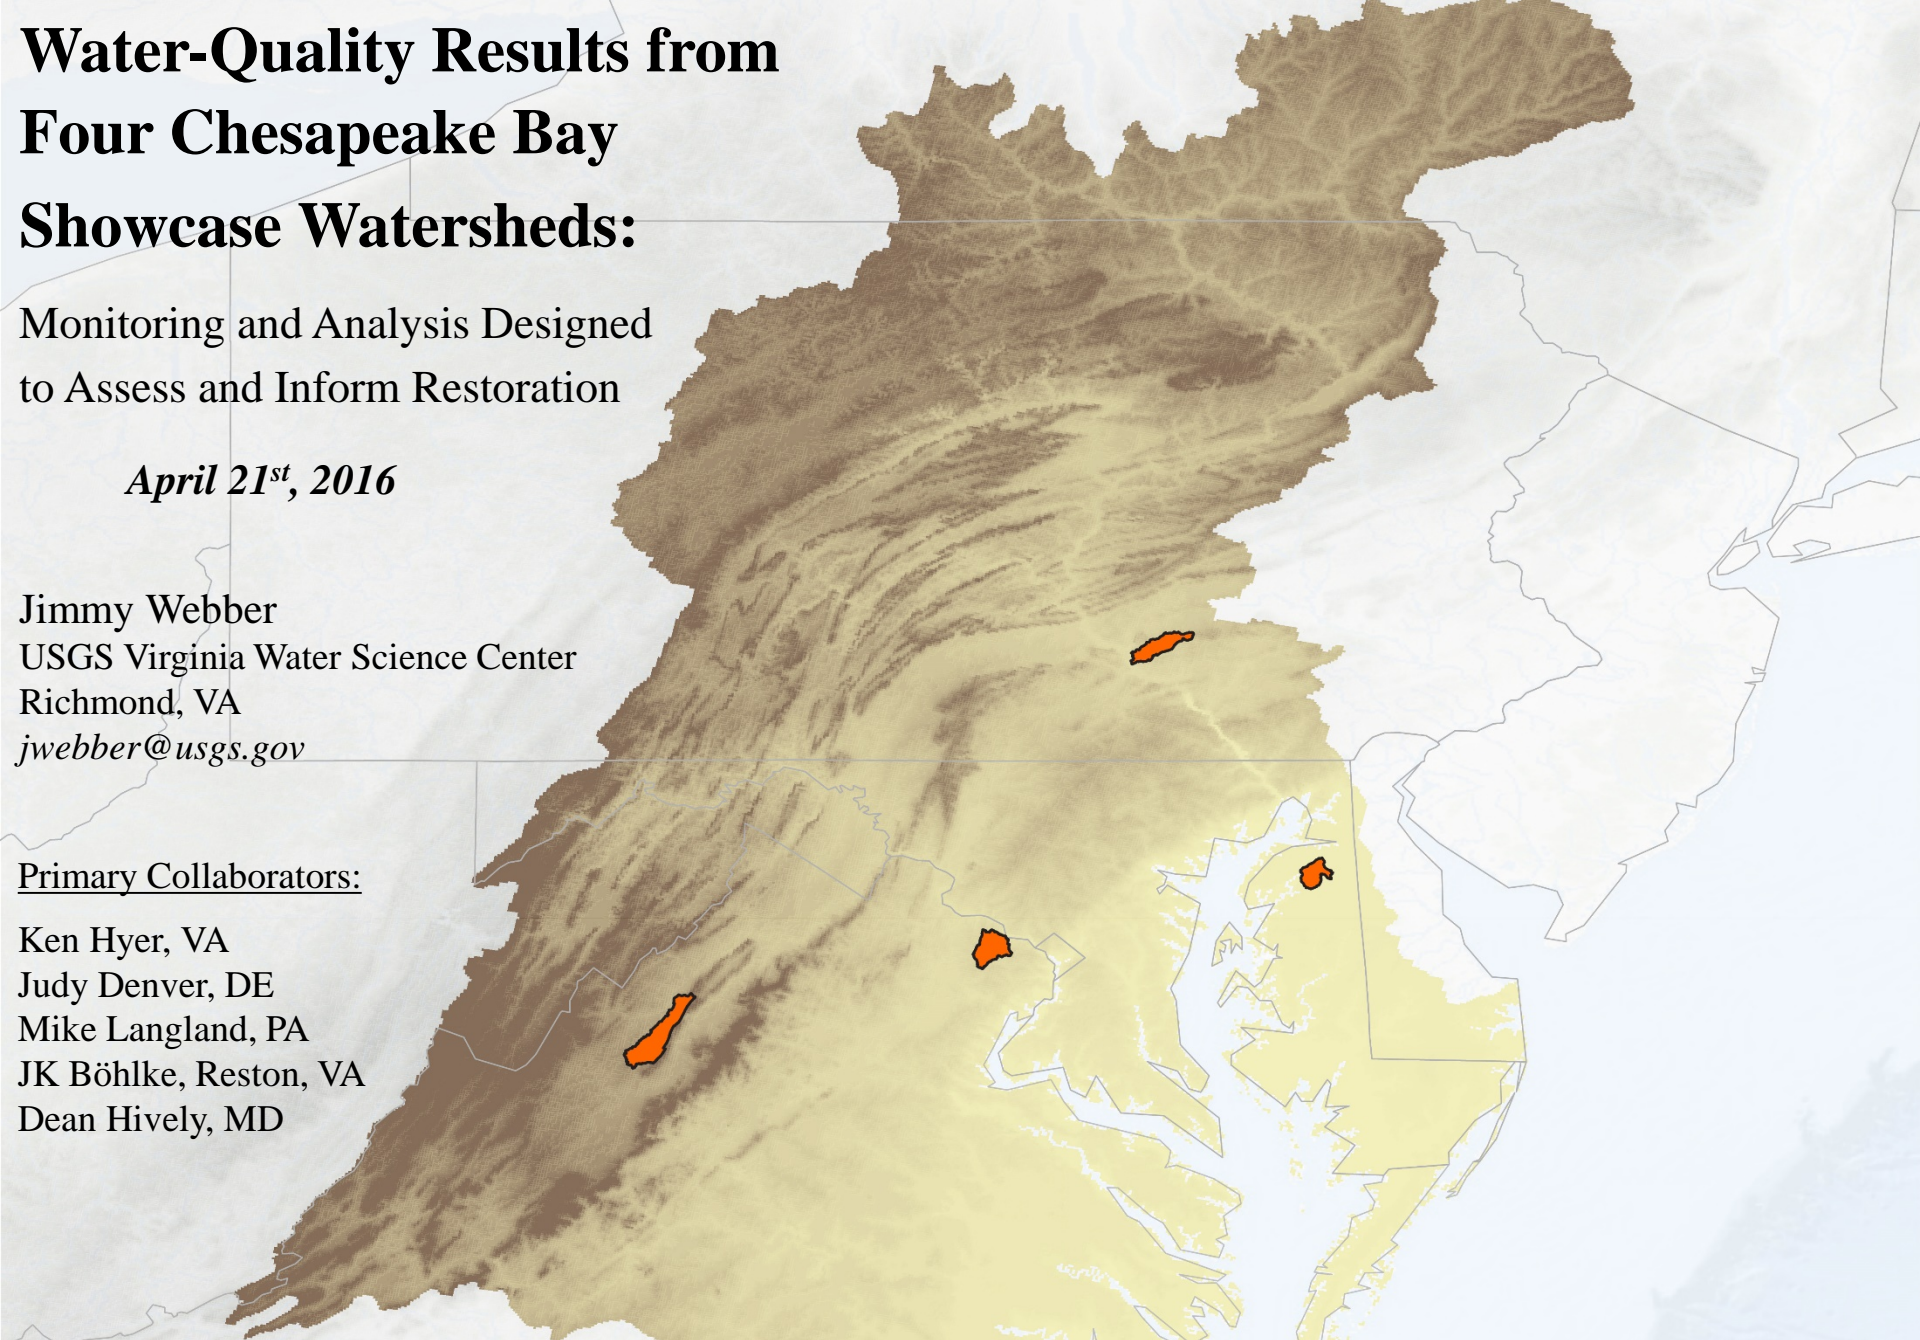 Water-Quality Results from
Four Chesapeake Bay
Showcase Watersheds:
Monitoring and Analysis Designed
to Assess and Inform Restoration
April 21st, 2016
Jimmy Webber
USGS Virginia Water Science Center
Richmond, VA
jwebber@usgs.gov
Primary Collaborators:
Ken Hyer, VA
Judy Denver, DE
Mike Langland, PA
JK Böhlke, Reston, VA
Dean Hively, MD